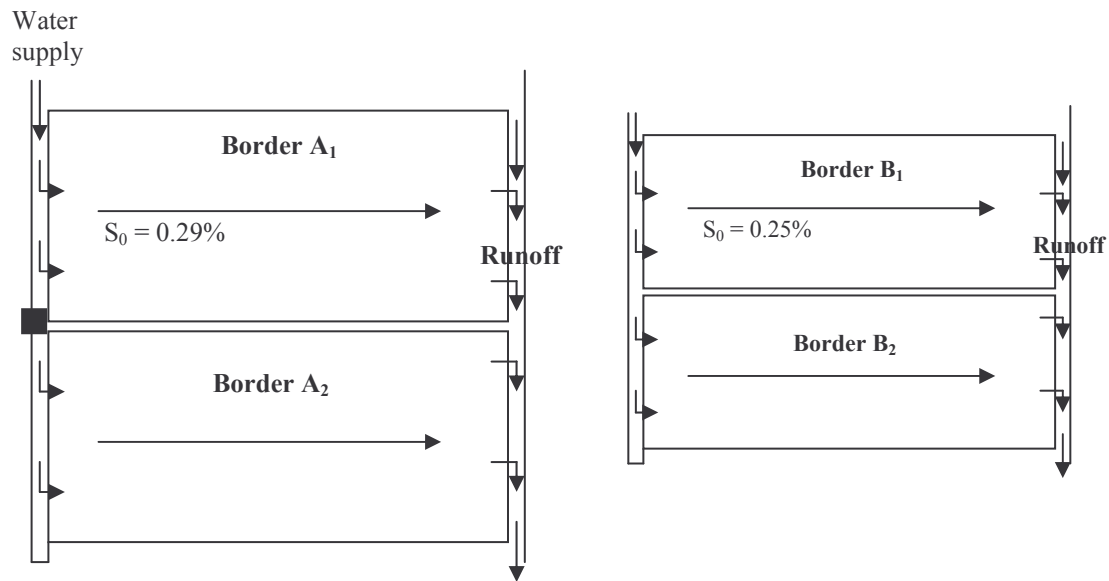 Water
supply
Border A₁
S₀ = 0.29%
Runoff
Border A₂
Border B₁
S₀ = 0.25%
Runoff
Border B₂